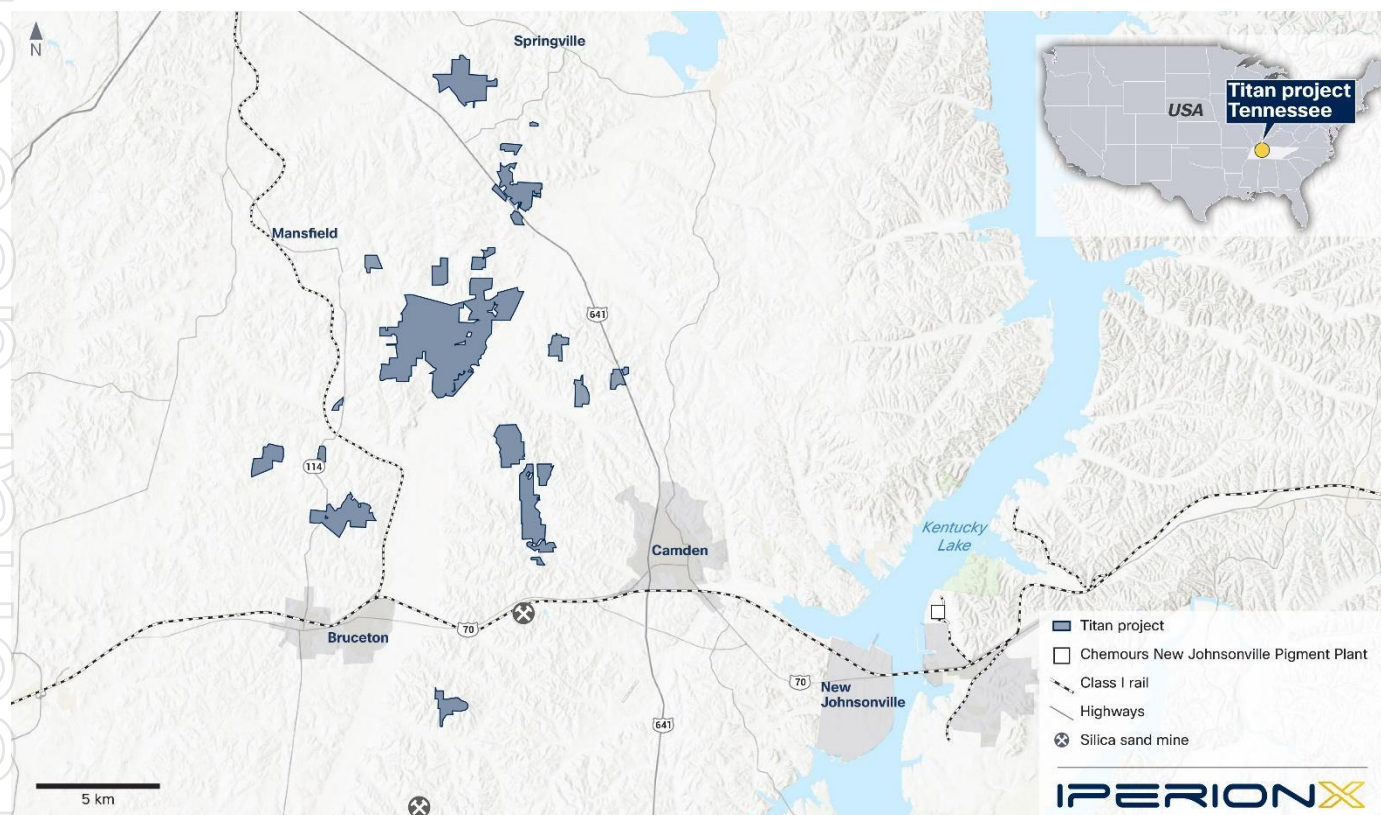 N
Springville
USA
Titan project
Tennessee
Mansfield
641
114
Kentucky
Lake
Camden
Bruceton
70
70
New
Johnsonville
641
Titan project
Chemours New Johnsonville Pigment Plant
Class I rail
Highways
Silica sand mine
5 km
IPERIONX